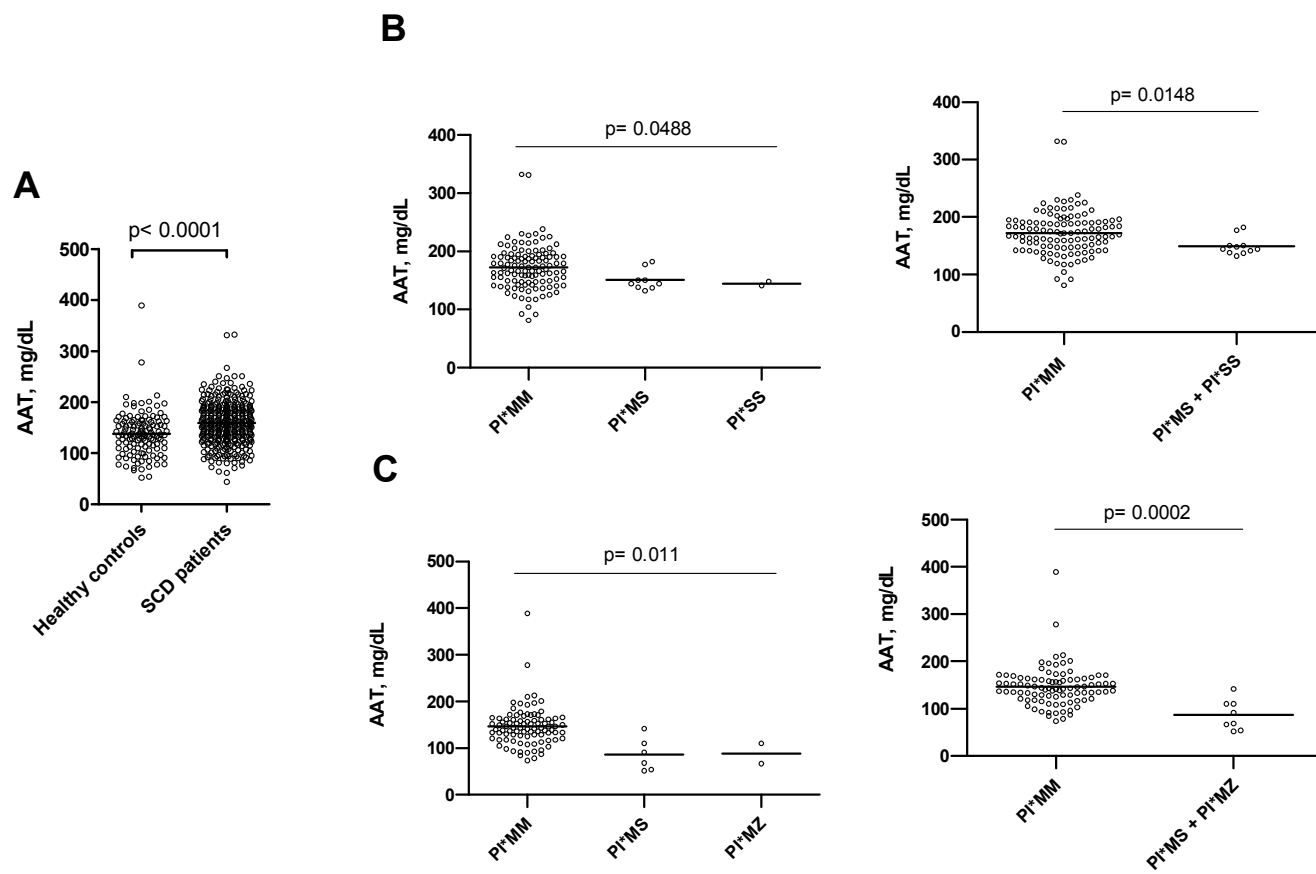 A
p< 0.0001
AAT, mg/dL
500
400
300
200
100
0
Healthy controls
SCD patients
B
p= 0.0488
AAT, mg/dL
400
300
200
100
0
PI*MM
PI*MS
PI*SS
p= 0.0148
AAT, mg/dL
400
300
200
100
0
PI*MM
PI*MS + PI*SS
C
p= 0.011
AAT, mg/dL
500
400
300
200
100
0
PI*MM
PI*MS
PI*MZ
p= 0.0002
AAT, mg/dL
500
400
300
200
100
0
PI*MM
PI*MS + PI*MZ